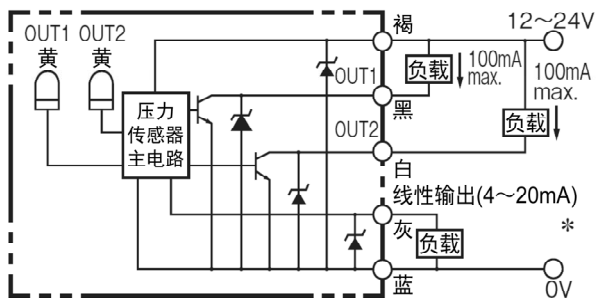 OUT1 OUT2
黄 黄
压力
传感器
主电路
OUT1
OUT2
褐
12～24V
负载
100mA
max.
100mA
max.
黑
负载
白
线性输出(4～20mA)
灰
*
负载
蓝
0V